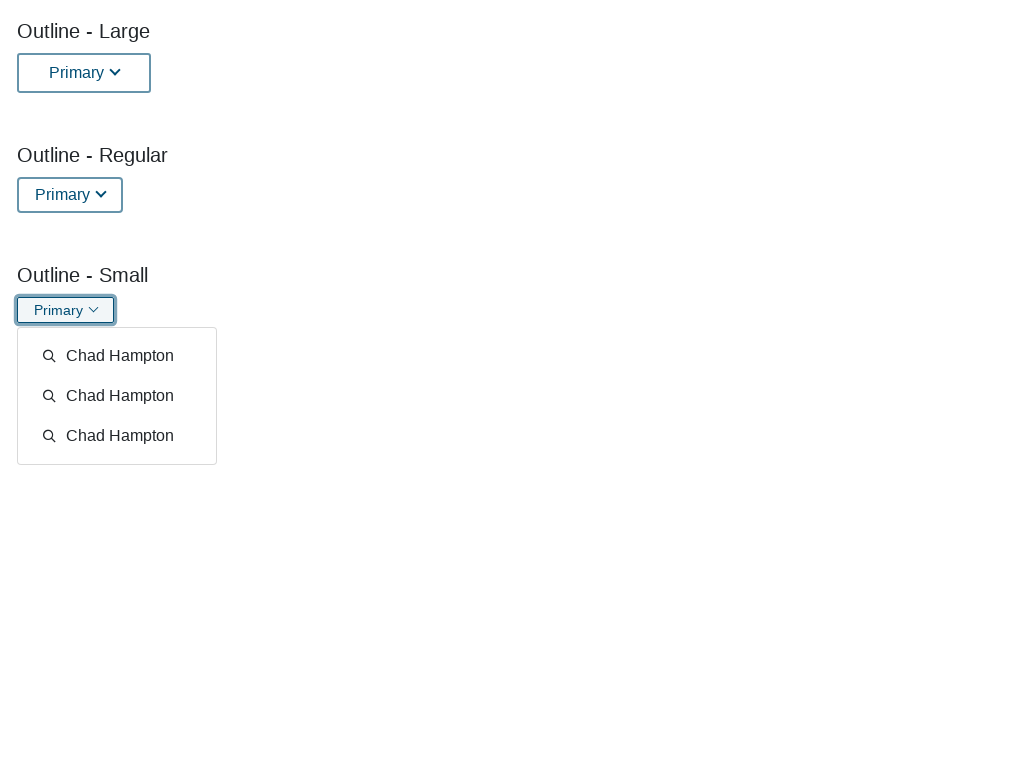 Outline - Large
Primary
Outline - Regular
Primary
Outline - Small
Primary
Chad Hampton
Chad Hampton
Chad Hampton